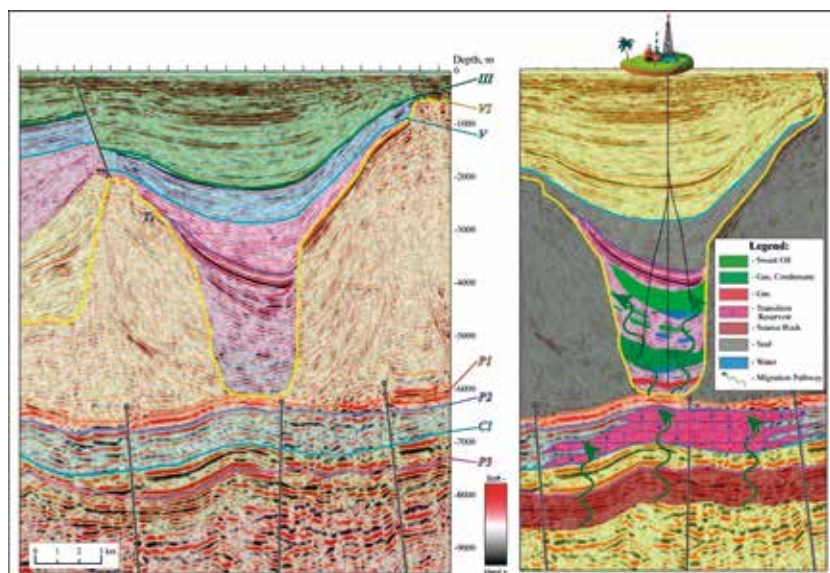 Depth, m
0
III
VI
V
-1000
-2000
-3000
-4000
-5000
-6000
-7000
-8000
-9000
P1
P2
C1
P3
0 1 2 3 km
Legend:
- Sweet Oil
- Gas, Condensate
- Gas
- Transition
Reservoir
- Source Rock
- Seal
- Water
- Migration Pathway